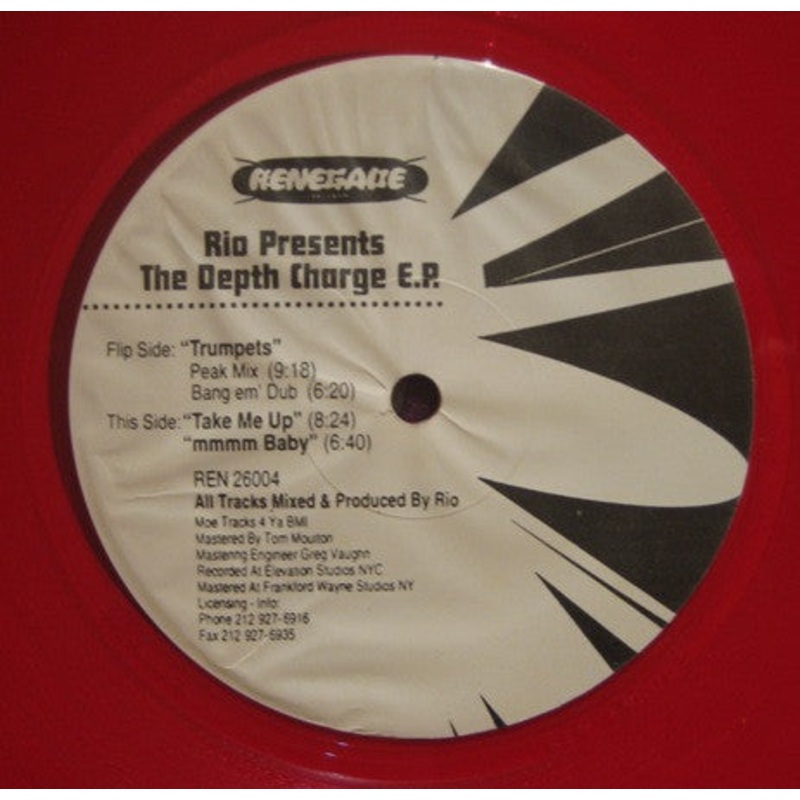 RENEGADE
Rio Presents
The Depth Charge E.P.
Flip Side: "Trumpets"
Peak Mix (9:18)
Bang em' Dub (6:20)
This Side: "Take Me Up" (8:24)
"mmmm Baby" (6:40)
REN 26004
All Tracks Mixed & Produced By Rio
Moe Tracks 4 Ya BMI
Mastered By Tom Moulton
Mastering Engineer Greg Vaughn
Recorded At Elevation Studios NYC
Mastered At Frankford Wayne Studios NY
Licensing - Info:
Phone 212 927-6916
Fax 212 927-6935